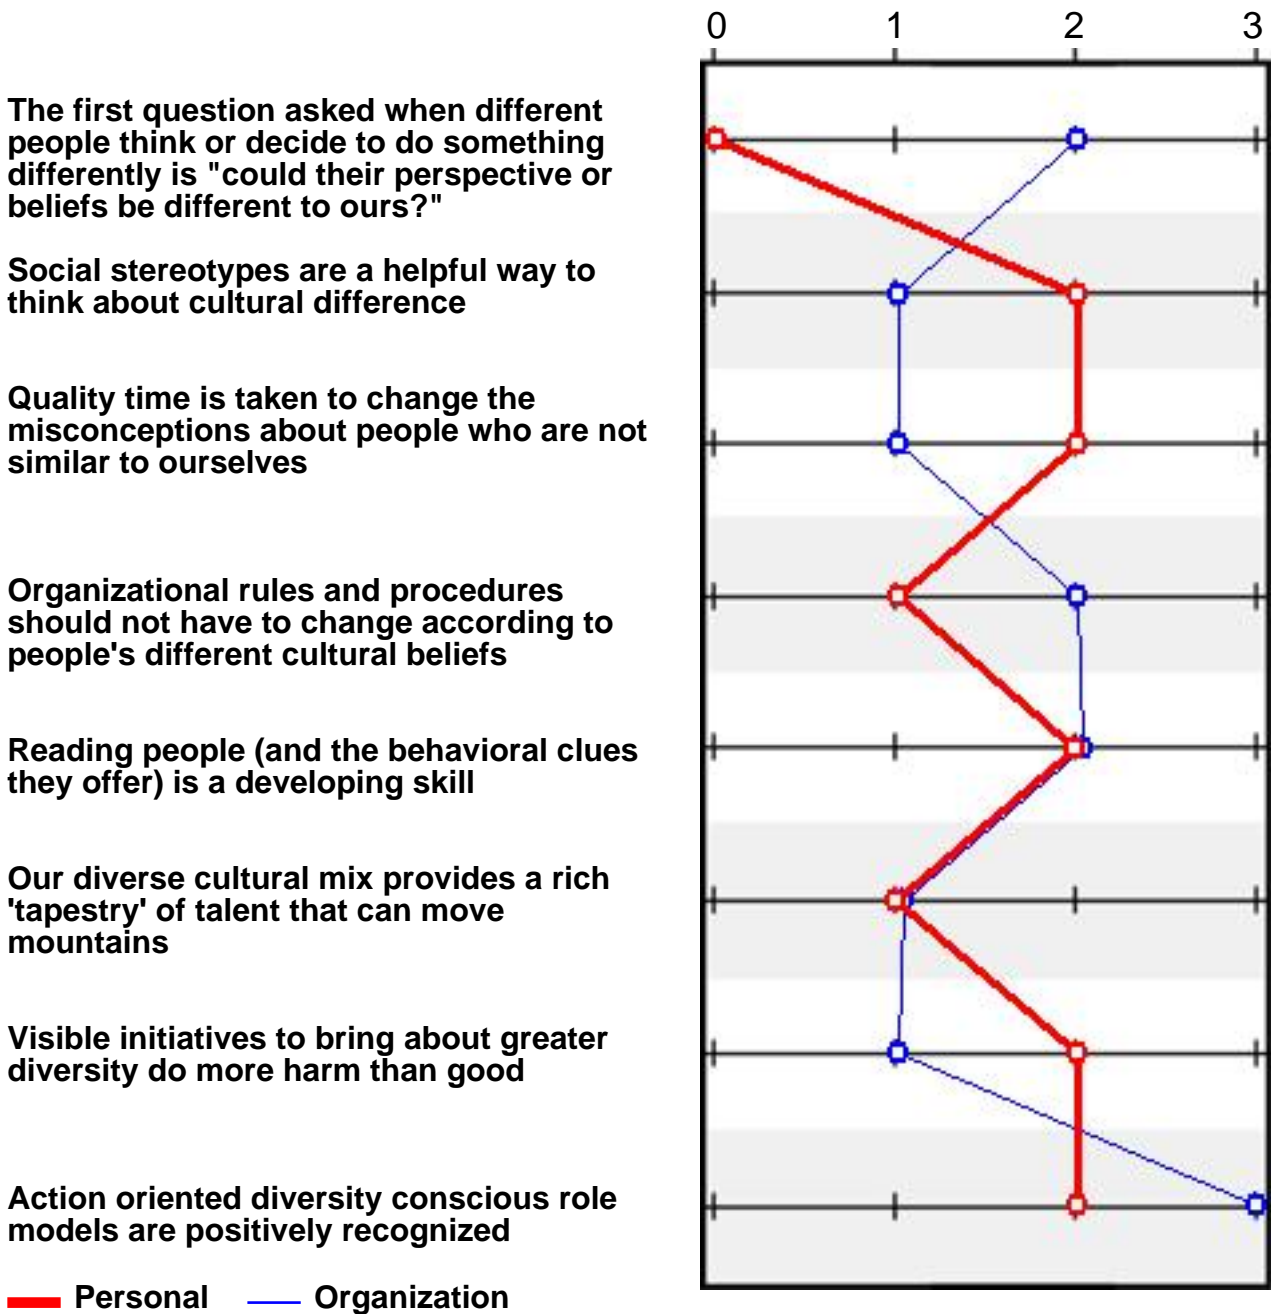 0 1 2 3
The first question asked when different
people think or decide to do something
differently is "could their perspective or
beliefs be different to ours?"
Social stereotypes are a helpful way to
think about cultural difference
Quality time is taken to change the
misconceptions about people who are not
similar to ourselves
Organizational rules and procedures
should not have to change according to
people's different cultural beliefs
Reading people (and the behavioral clues
they offer) is a developing skill
Our diverse cultural mix provides a rich
'tapestry' of talent that can move
mountains
Visible initiatives to bring about greater
diversity do more harm than good
Action oriented diversity conscious role
models are positively recognized
Personal Organization